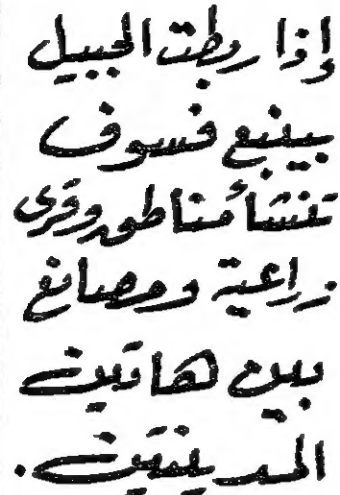 إذا ربطت الجبيل
بينبع فسوف
تنشأ مناطق وقرى
زراعية ومصانع
بين هاتين
المدينتين.